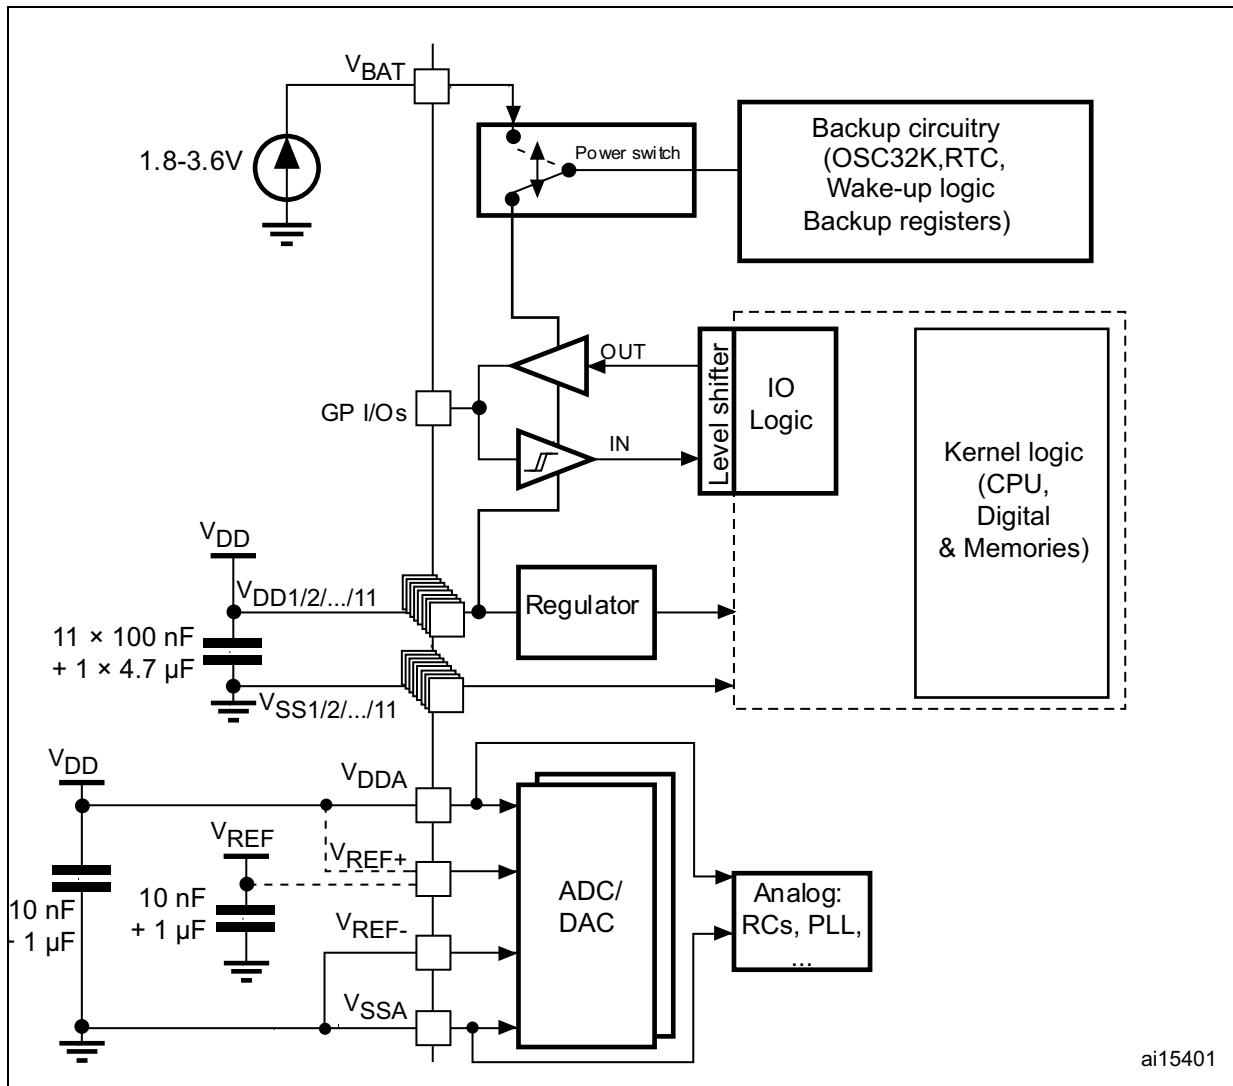 VBAT
1.8-3.6V
Power switch
Backup circuitry
(OSC32K,RTC,
Wake-up logic
Backup registers)
OUT
GP I/Os
IN
Level shifter
IO
Logic
Kernel logic
(CPU,
Digital
& Memories)
VDD
VDD1/2/.../11
Regulator
11 × 100 nF
+ 1 × 4.7 µF
VSS1/2/.../11
VDD
VDDA
VREF
VREF+
10 nF
+ 1 µF
10 nF
+ 1 µF
VREF-
ADC/
DAC
Analog:
RCs, PLL,
...
VSSA
ai15401